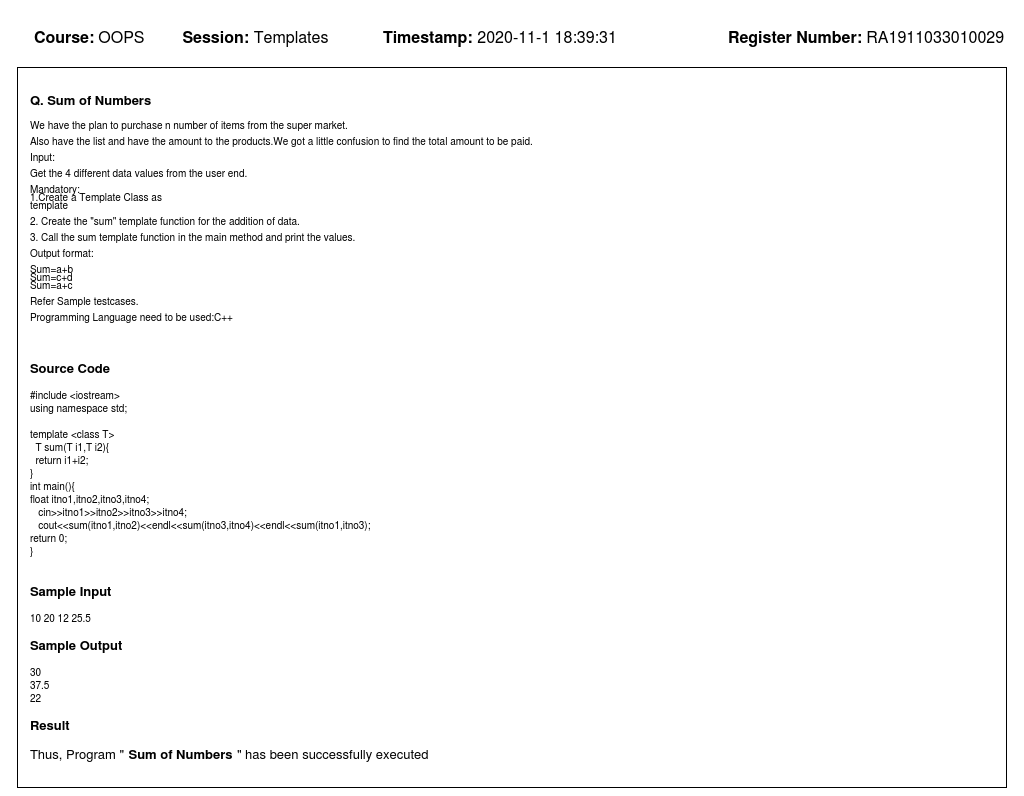 Course: OOPS Session: Templates Timestamp: 2020-11-1 18:39:31 Register Number: RA1911033010029
Q. Sum of Numbers
We have the plan to purchase n number of items from the super market.
Also have the list and have the amount to the products.We got a little confusion to find the total amount to be paid.
Input:
Get the 4 different data values from the user end.
Mandatory:
1.Create a Template Class as
template
2. Create the "sum" template function for the addition of data.
3. Call the sum template function in the main method and print the values.
Output format:
Sum=a+b
Sum=c+d
Sum=a+c
Refer Sample testcases.
Programming Language need to be used:C++
Source Code
#include <iostream>
using namespace std;
template <class T>
T sum(T i1,T i2){
return i1+i2;
}
int main(){
float itno1,itno2,itno3,itno4;
cin>>itno1>>itno2>>itno3>>itno4;
cout<<sum(itno1,itno2)<<endl<<sum(itno3,itno4)<<endl<<sum(itno1,itno3);
return 0;
}
Sample Input
10 20 12 25.5
Sample Output
30
37.5
22
Result
Thus, Program " Sum of Numbers " has been successfully executed